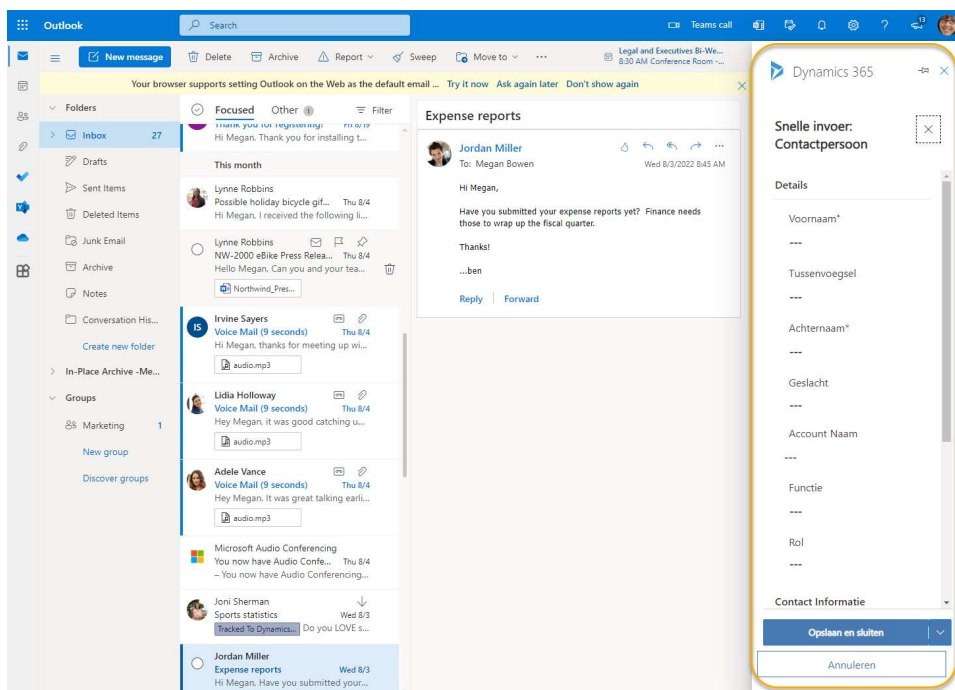 Outlook
Search
Teams call
13
New message
Delete
Archive
Report
Sweep
Move to
Legal and Executives Bi-We...
8:30 AM Conference Room -...
Your browser supports setting Outlook on the Web as the default email ... Try it now Ask again later Don't show again
Folders
Inbox 27
Drafts
Sent Items
Deleted Items
Junk Email
Archive
Notes
Conversation His...
Create new folder
In-Place Archive -Me...
Groups
Marketing 1
New group
Discover groups
Focused Other 1 Filter
Thank you for registering! Fri 8/19
Hi Megan, Thank you for installing t...
This month
Lynne Robbins
Possible holiday bicycle gif... Thu 8/4
Hi Megan, I received the following li...
Lynne Robbins
NW-2000 eBike Press Relea... Thu 8/4
Hello Megan, Can you and your tea...
Northwind_Pres...
IS
Irvine Sayers
Voice Mail (9 seconds) Thu 8/4
Hi Megan, thanks for meeting up wi...
audio.mp3
Lidia Holloway
Voice Mail (9 seconds) Thu 8/4
Hey Megan, it was good catching u...
audio.mp3
Adele Vance
Voice Mail (9 seconds) Thu 8/4
Hey Megan, It was great talking earli...
audio.mp3
Microsoft Audio Conferencing
You now have Audio Confe... Thu 8/4
– You now have Audio Conferencing...
Joni Sherman
Sports statistics Wed 8/3
Tracked To Dynamics... Do you LOVE s...
Jordan Miller
Expense reports Wed 8/3
Hi Megan, Have you submitted your...
Expense reports
Jordan Miller
To: Megan Bowen Wed 8/3/2022 8:45 AM
Hi Megan,
Have you submitted your expense reports yet? Finance needs
those to wrap up the fiscal quarter.
Thanks!
...ben
Reply Forward
Dynamics 365
Snelle invoer:
Contactpersoon
Details
Voornaam*
---
Tussenvoegsel
---
Achternaam*
---
Geslacht
---
Account Naam
---
Functie
---
Rol
---
Contact Informatie
Opslaan en sluiten
Annuleren